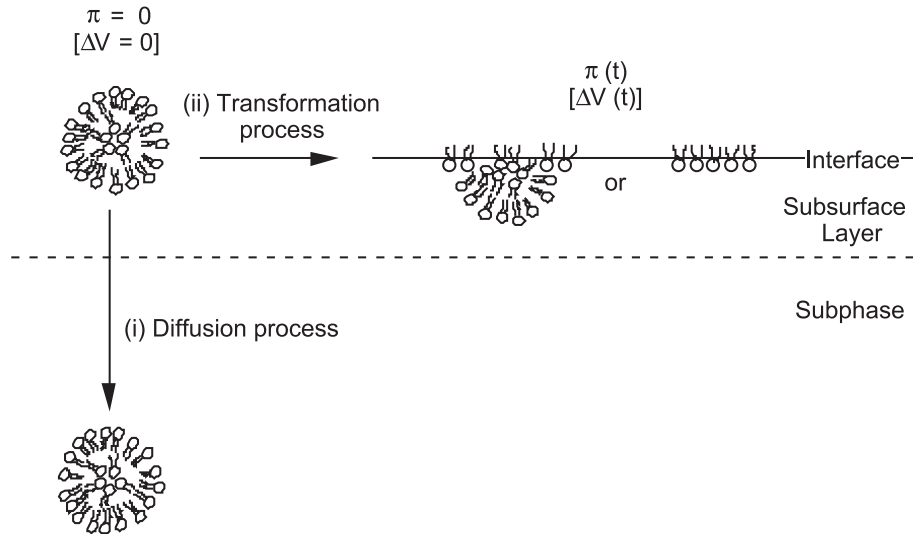 π = 0
[ΔV = 0]
(ii) Transformation
process
π (t)
[ΔV (t)]
or
Interface
Subsurface
Layer
Subphase
(i) Diffusion process